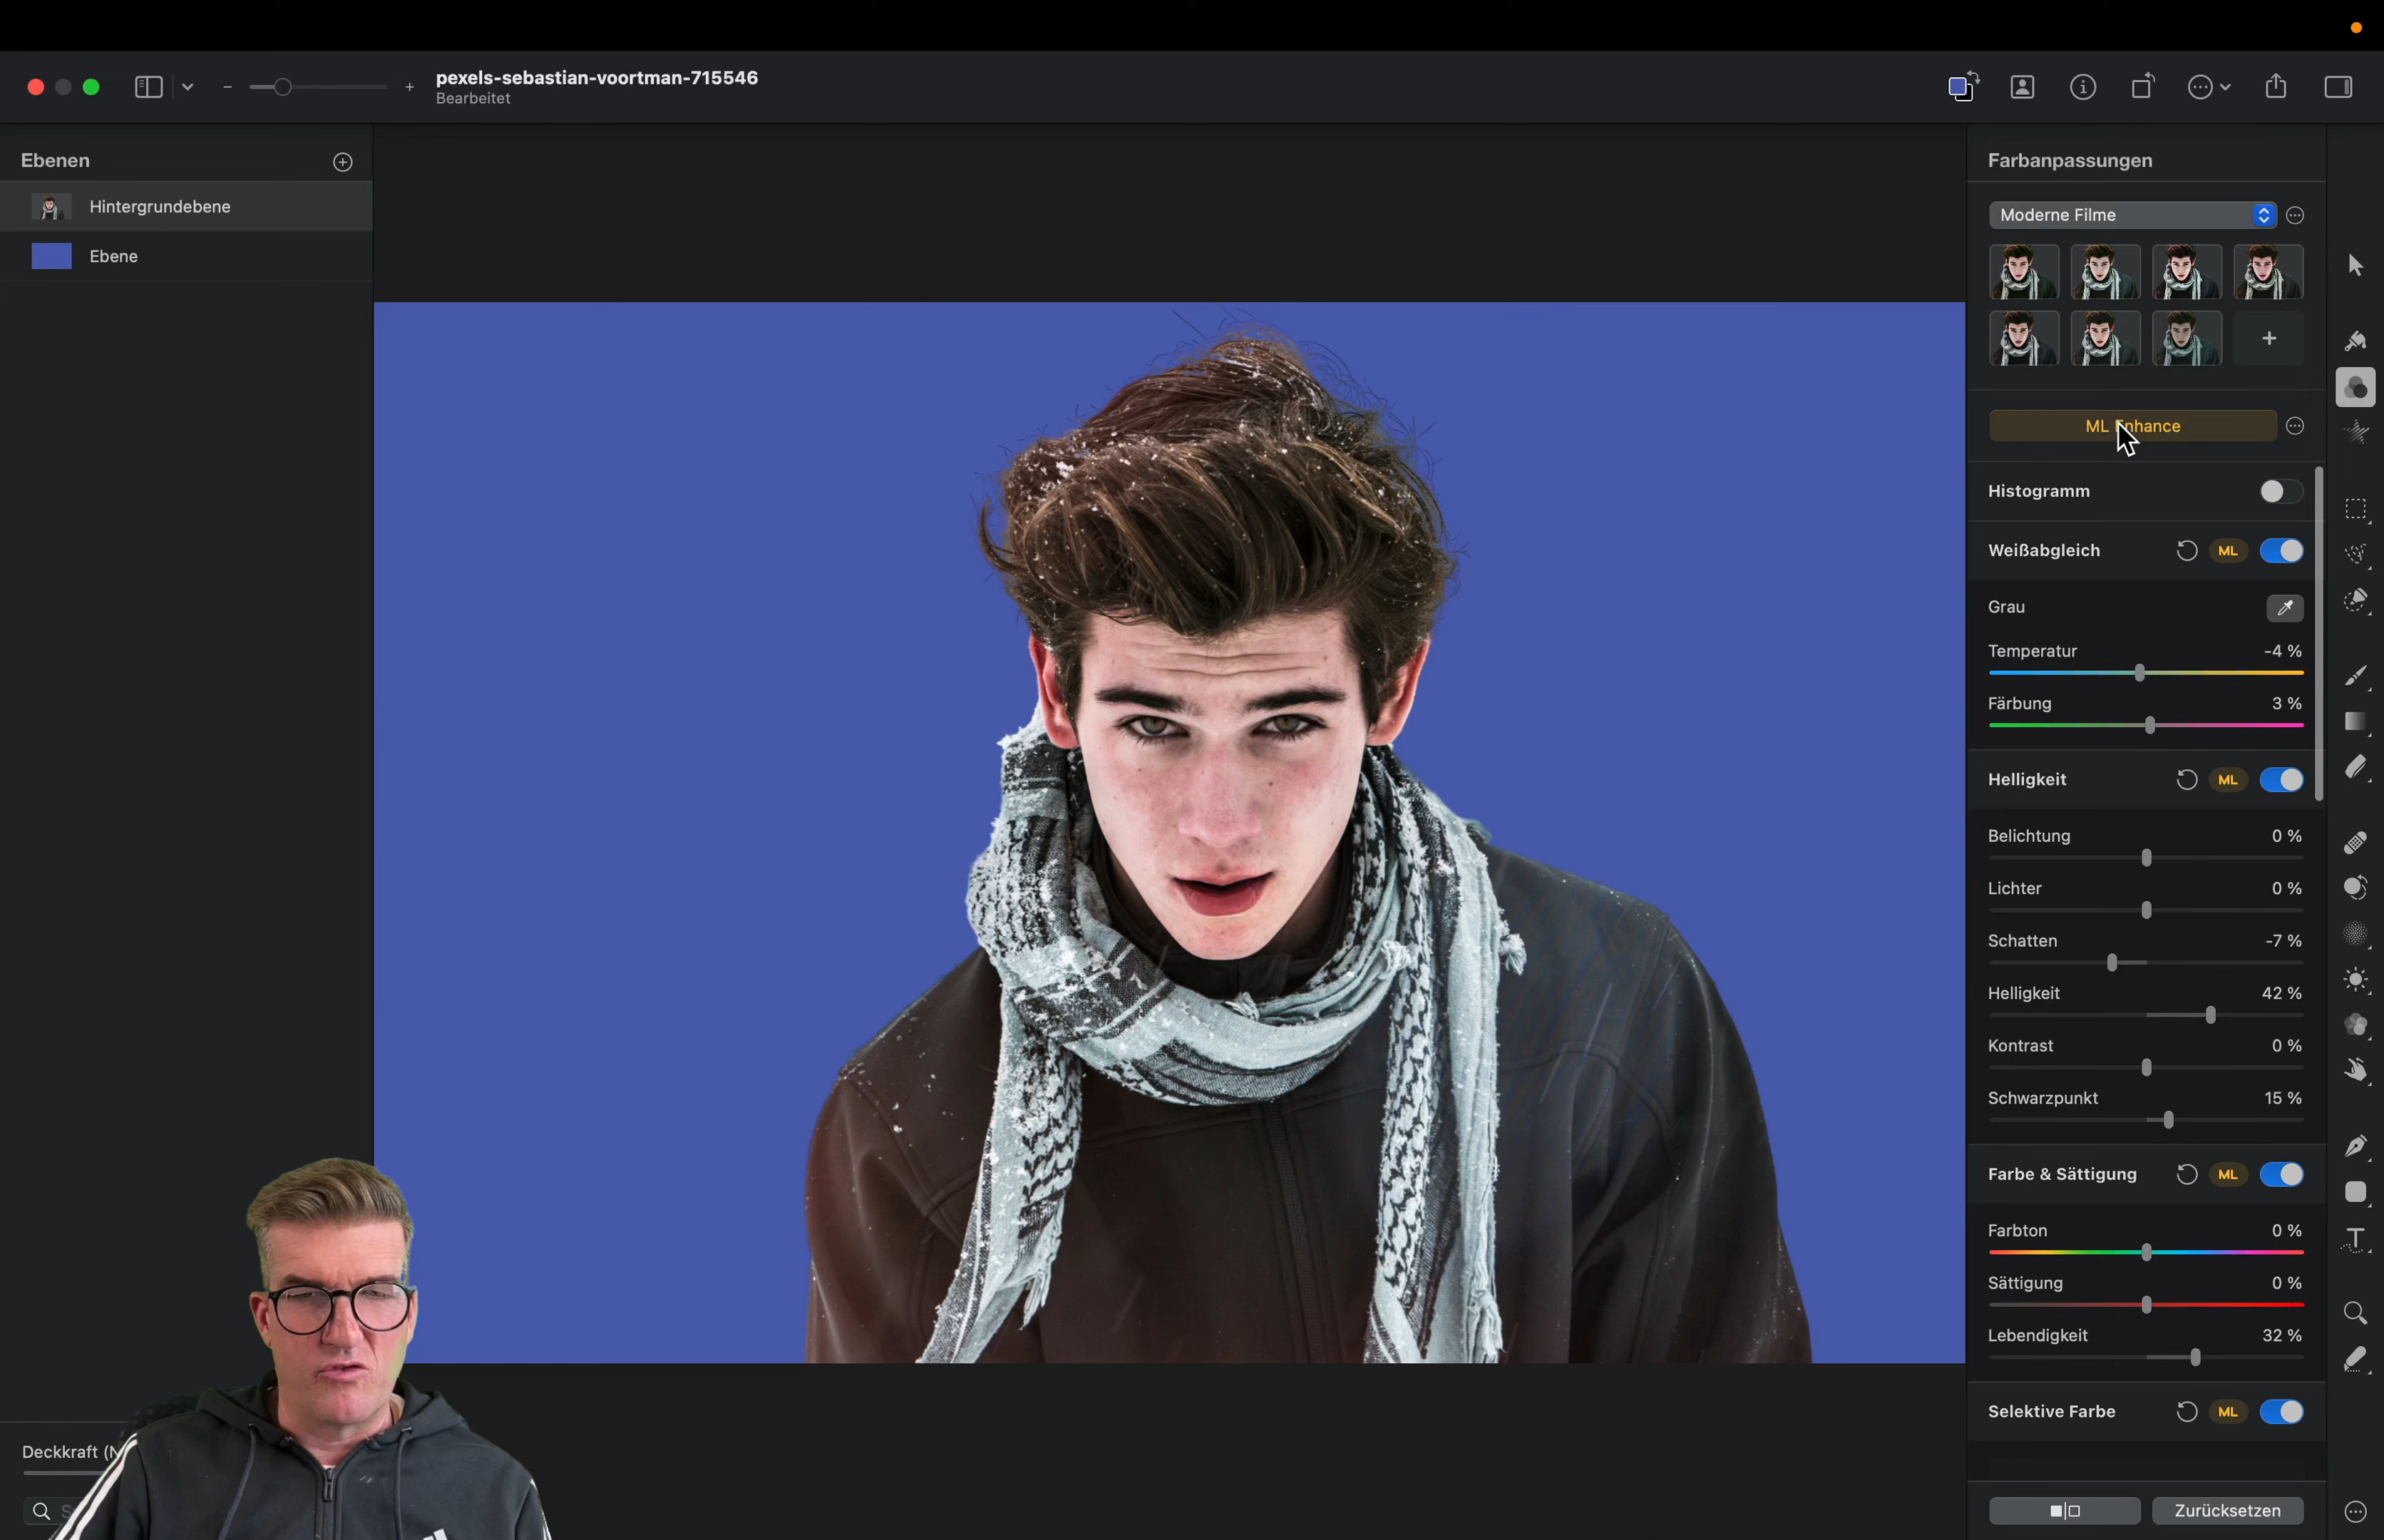 pexels-sebastian-voortman-715546
Bearbeitet
Ebenen
Hintergrundebene
Ebene
Deckkraft
Farbanpassungen
Moderne Filme
ML Enhance
Histogramm
Weißabgleich ML
Grau
Temperatur -4 %
Färbung 3 %
Helligkeit ML
Belichtung 0 %
Lichter 0 %
Schatten -7 %
Helligkeit 42 %
Kontrast 0 %
Schwarzpunkt 15 %
Farbe & Sättigung ML
Farbton 0 %
Sättigung 0 %
Lebendigkeit 32 %
Selektive Farbe ML
Zurücksetzen